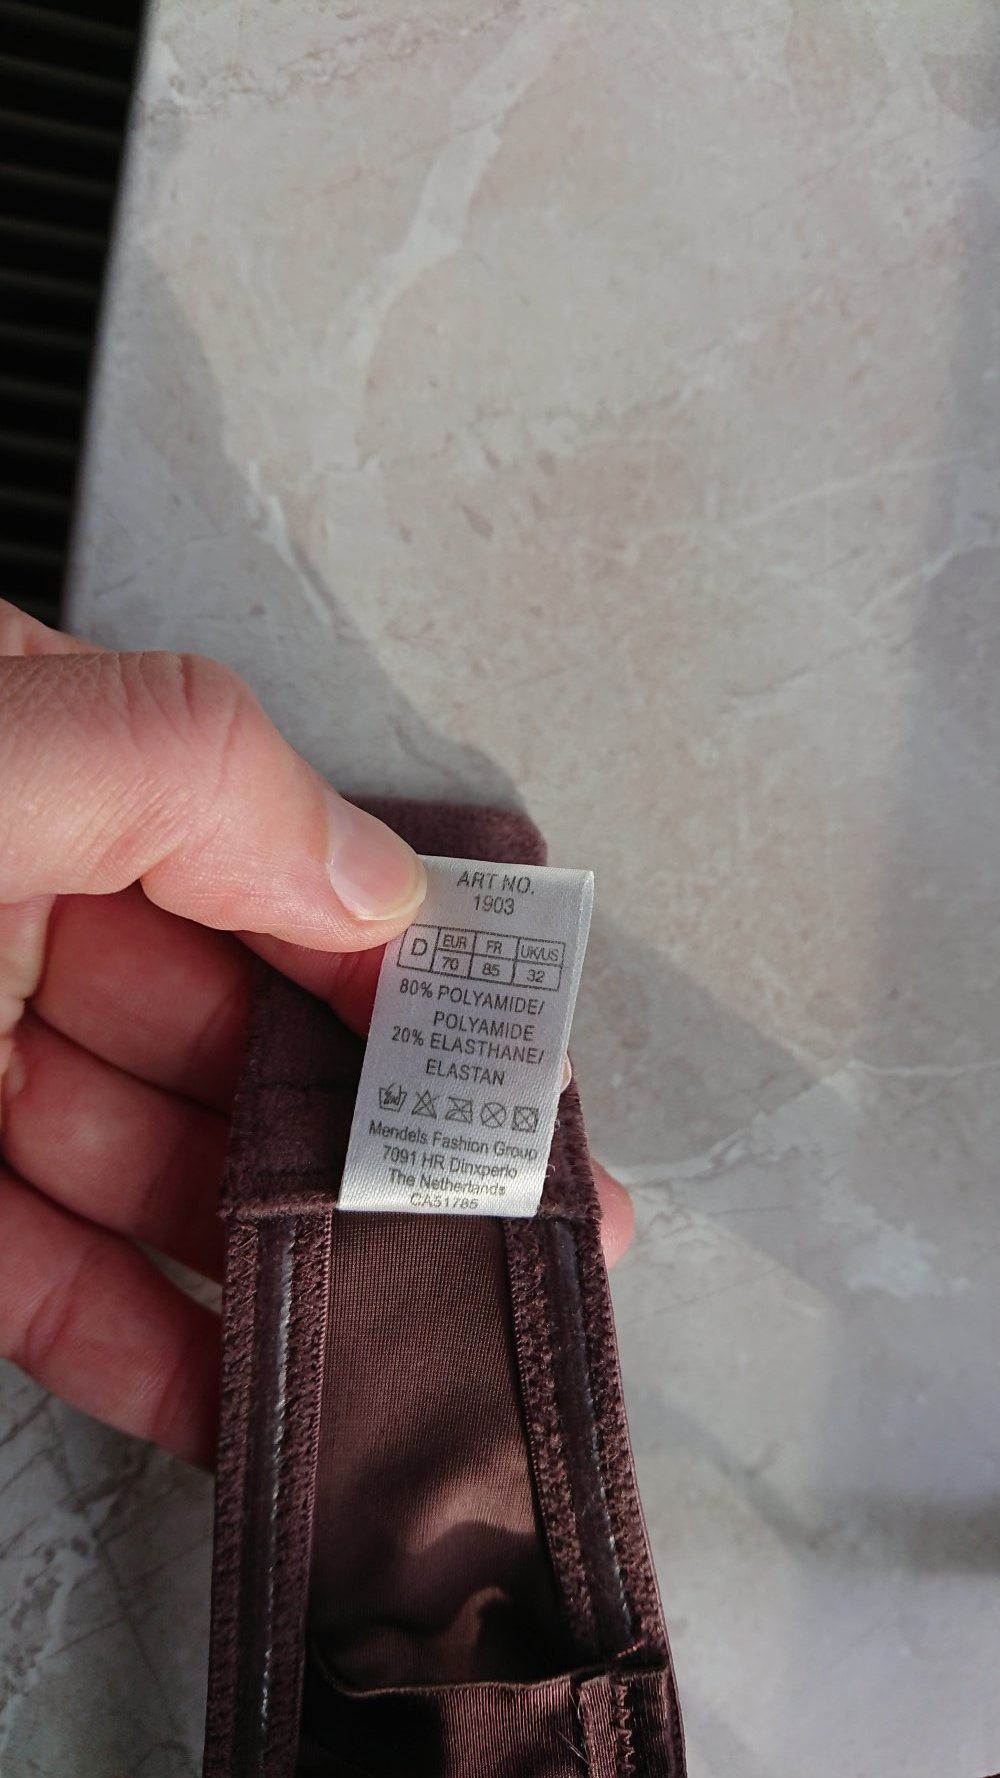 ART NO.
1903
D EUR FR UK/US
70 85 32
80% POLYAMIDE/
POLYAMIDE
20% ELASTHANE/
ELASTAN
Mendels Fashion Group
7091 HR Dinxperlo
The Netherlands
CA51785